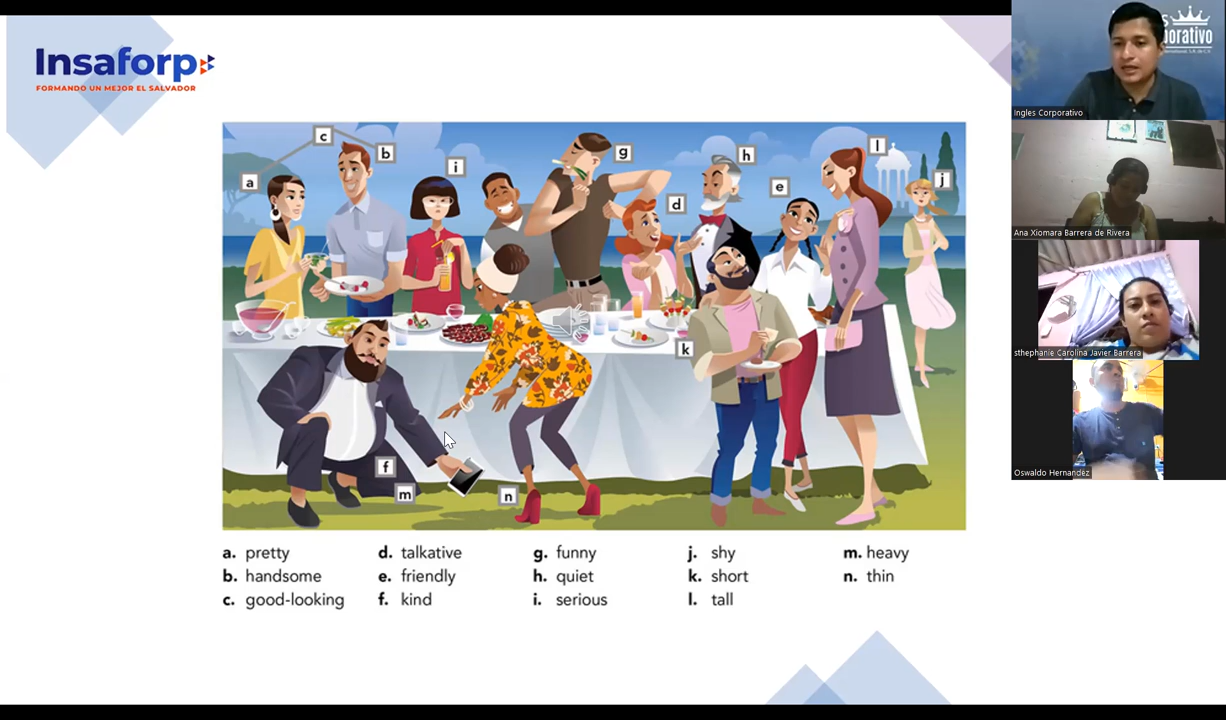 Insaforp
FORMANDO UN MEJOR EL SALVADOR
c
b
a
i
g
h
l
j
d
e
k
f
m
n
a. pretty
b. handsome
c. good-looking
d. talkative
e. friendly
f. kind
g. funny
h. quiet
i. serious
j. shy
k. short
l. tall
m. heavy
n. thin
Ingles Corporativo
Ana Xiomara Barrera de Rivera
sthephanie Carolina Javier Barrera
Oswaldo Hernandez